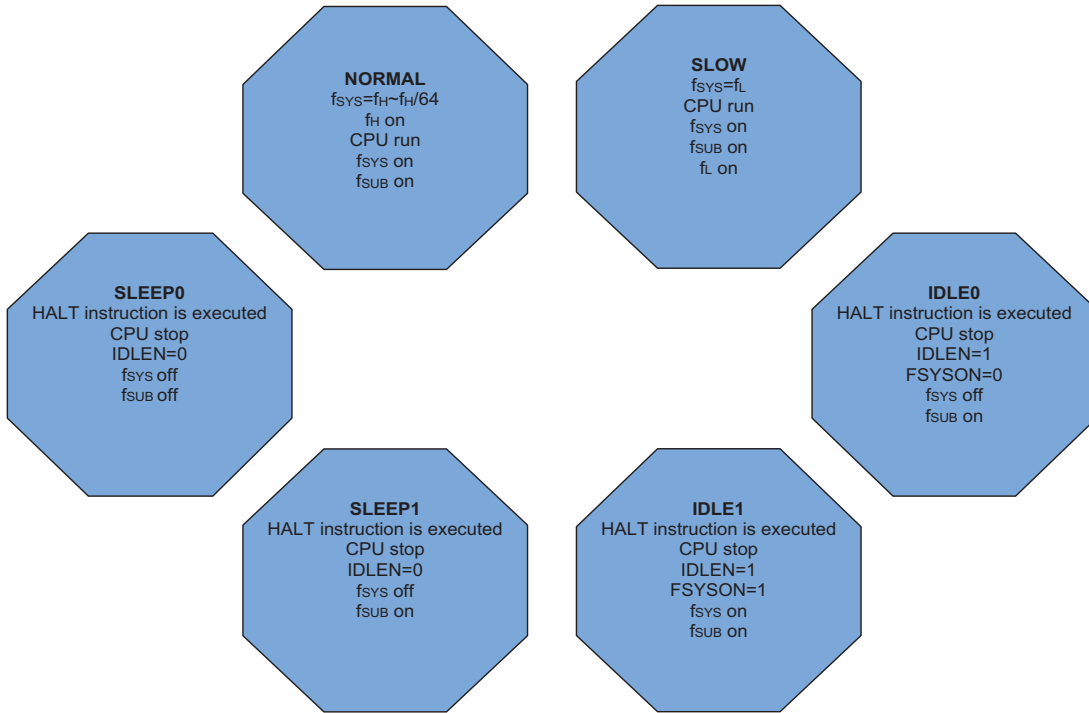 NORMAL
fSYS=fH~fH/64
fH on
CPU run
fSYS on
fSUB on
SLOW
fSYS=fL
CPU run
fSYS on
fSUB on
fL on
SLEEP0
HALT instruction is executed
CPU stop
IDLEN=0
fSYS off
fSUB off
IDLE0
HALT instruction is executed
CPU stop
IDLEN=1
FSYSON=0
fSYS off
fSUB on
SLEEP1
HALT instruction is executed
CPU stop
IDLEN=0
fSYS off
fSUB on
IDLE1
HALT instruction is executed
CPU stop
IDLEN=1
FSYSON=1
fSYS on
fSUB on